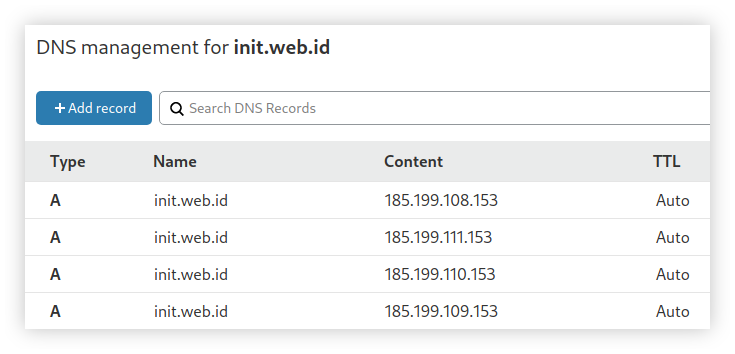 DNS management for init.web.id
+ Add record
Search DNS Records
Type Name Content TTL
A init.web.id 185.199.108.153 Auto
A init.web.id 185.199.111.153 Auto
A init.web.id 185.199.110.153 Auto
A init.web.id 185.199.109.153 Auto